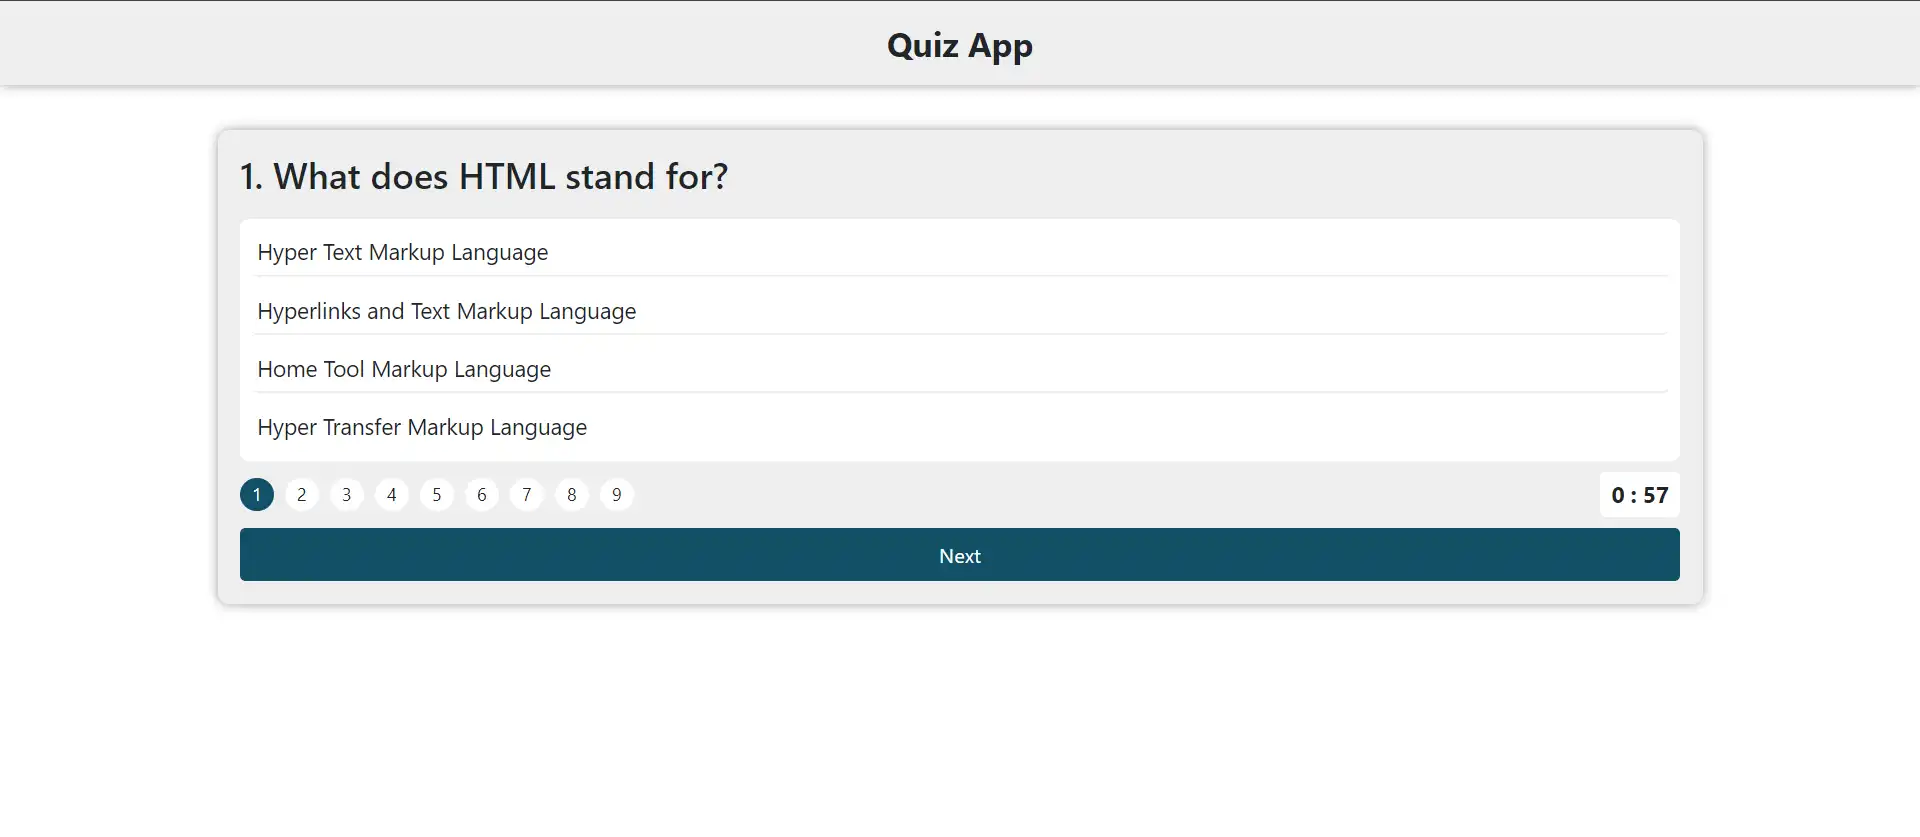 Quiz App
1. What does HTML stand for?
Hyper Text Markup Language
Hyperlinks and Text Markup Language
Home Tool Markup Language
Hyper Transfer Markup Language
1 2 3 4 5 6 7 8 9 0 : 57
Next